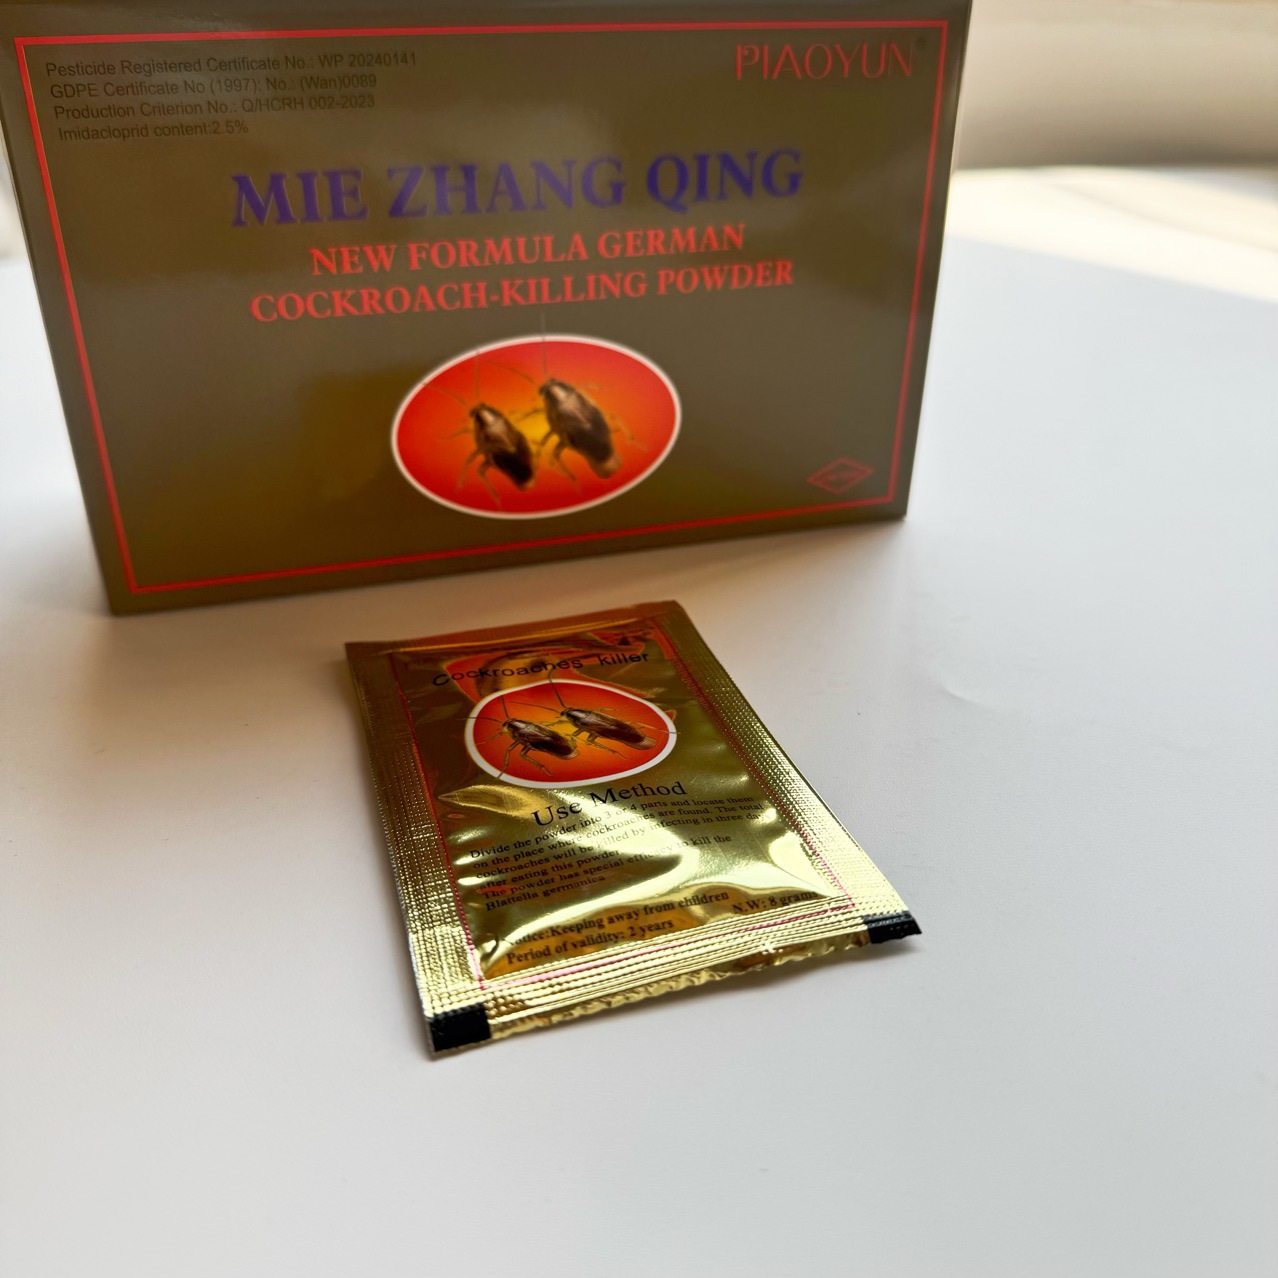 Pesticide Registered Certificate No.: WP 20240141
GDPE Certificate No (1997): No.: (Wan)0089
Production Criterion No.: Q/HCRH 002-2023
Imidacloprid content:2.5%
PIAOYUN®
MIE ZHANG QING
NEW FORMULA GERMAN
COCKROACH-KILLING POWDER
Cockroaches killer
Use Method
Divide the powder into 3 or 4 parts and locate them
on the place where cockroaches are found. The total
cockroaches will be killed by infecting in three
after eating this powder
The powder has special kill the
Blattella germanica
Notice:Keeping away from children
N.W: 8 grams
Period of validity: 2 years